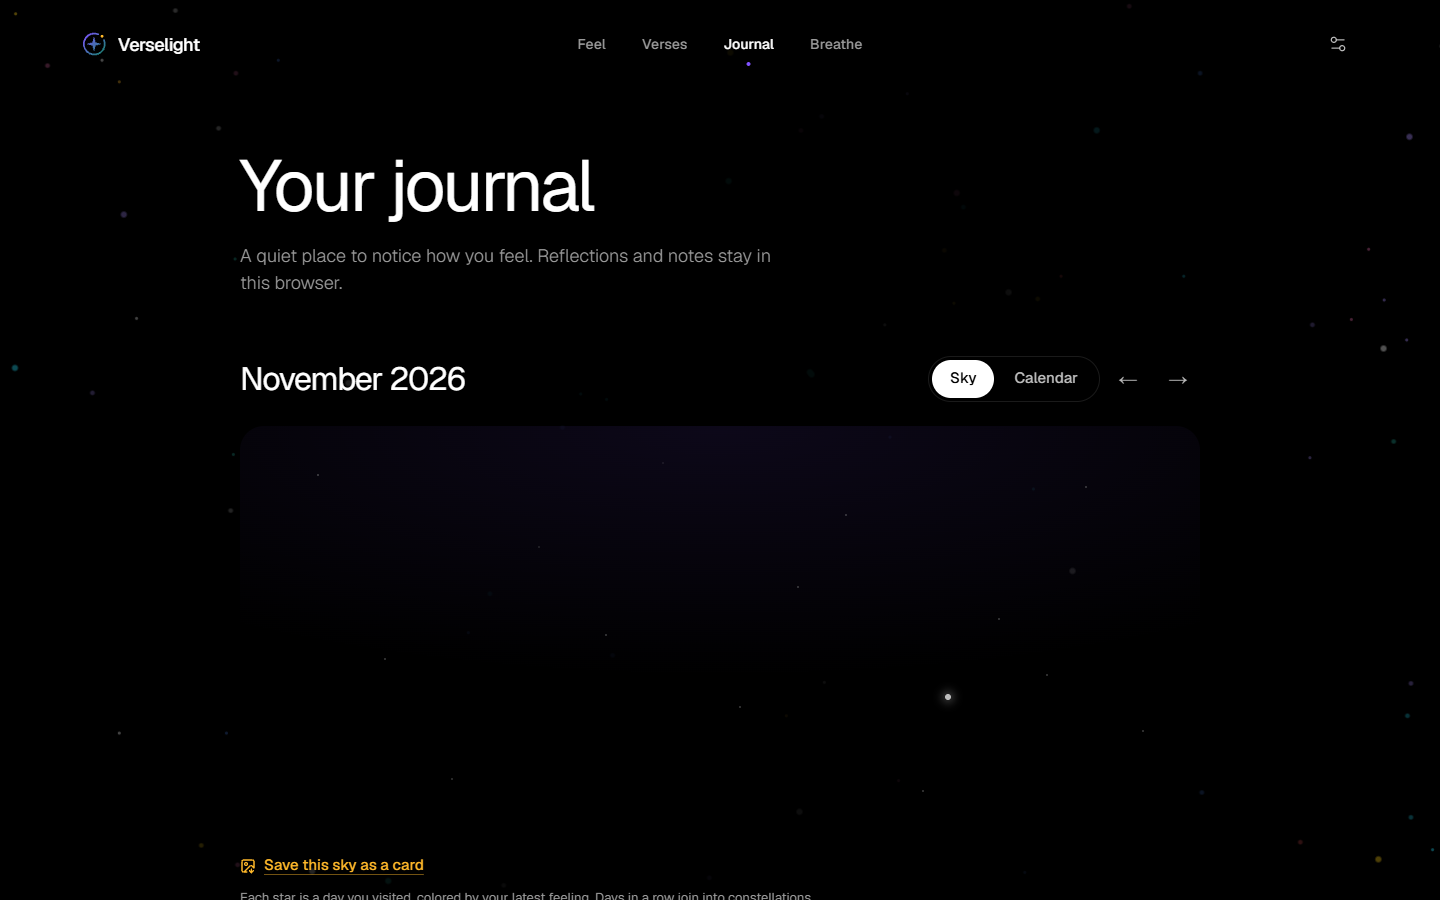 Verselight
Feel
Verses
Journal
Breathe
Your journal
A quiet place to notice how you feel. Reflections and notes stay in
this browser.
November 2026
Sky
Calendar
← →
Save this sky as a card
Each star is a day you visited, colored by your latest feeling. Days in a row join into constellations.